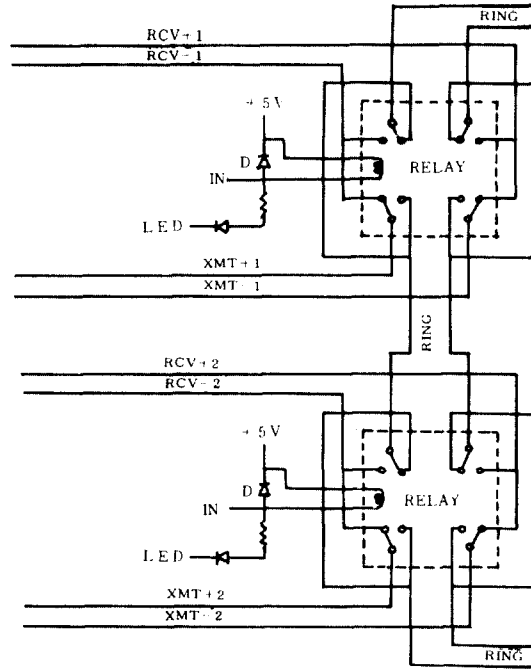 RING
RCV+1
RCV-1
+5V
D
IN
RELAY
LED
XMT+1
XMT-1
RING
RCV+2
RCV-2
+5V
D
IN
RELAY
LED
XMT+2
XMT-2
RING